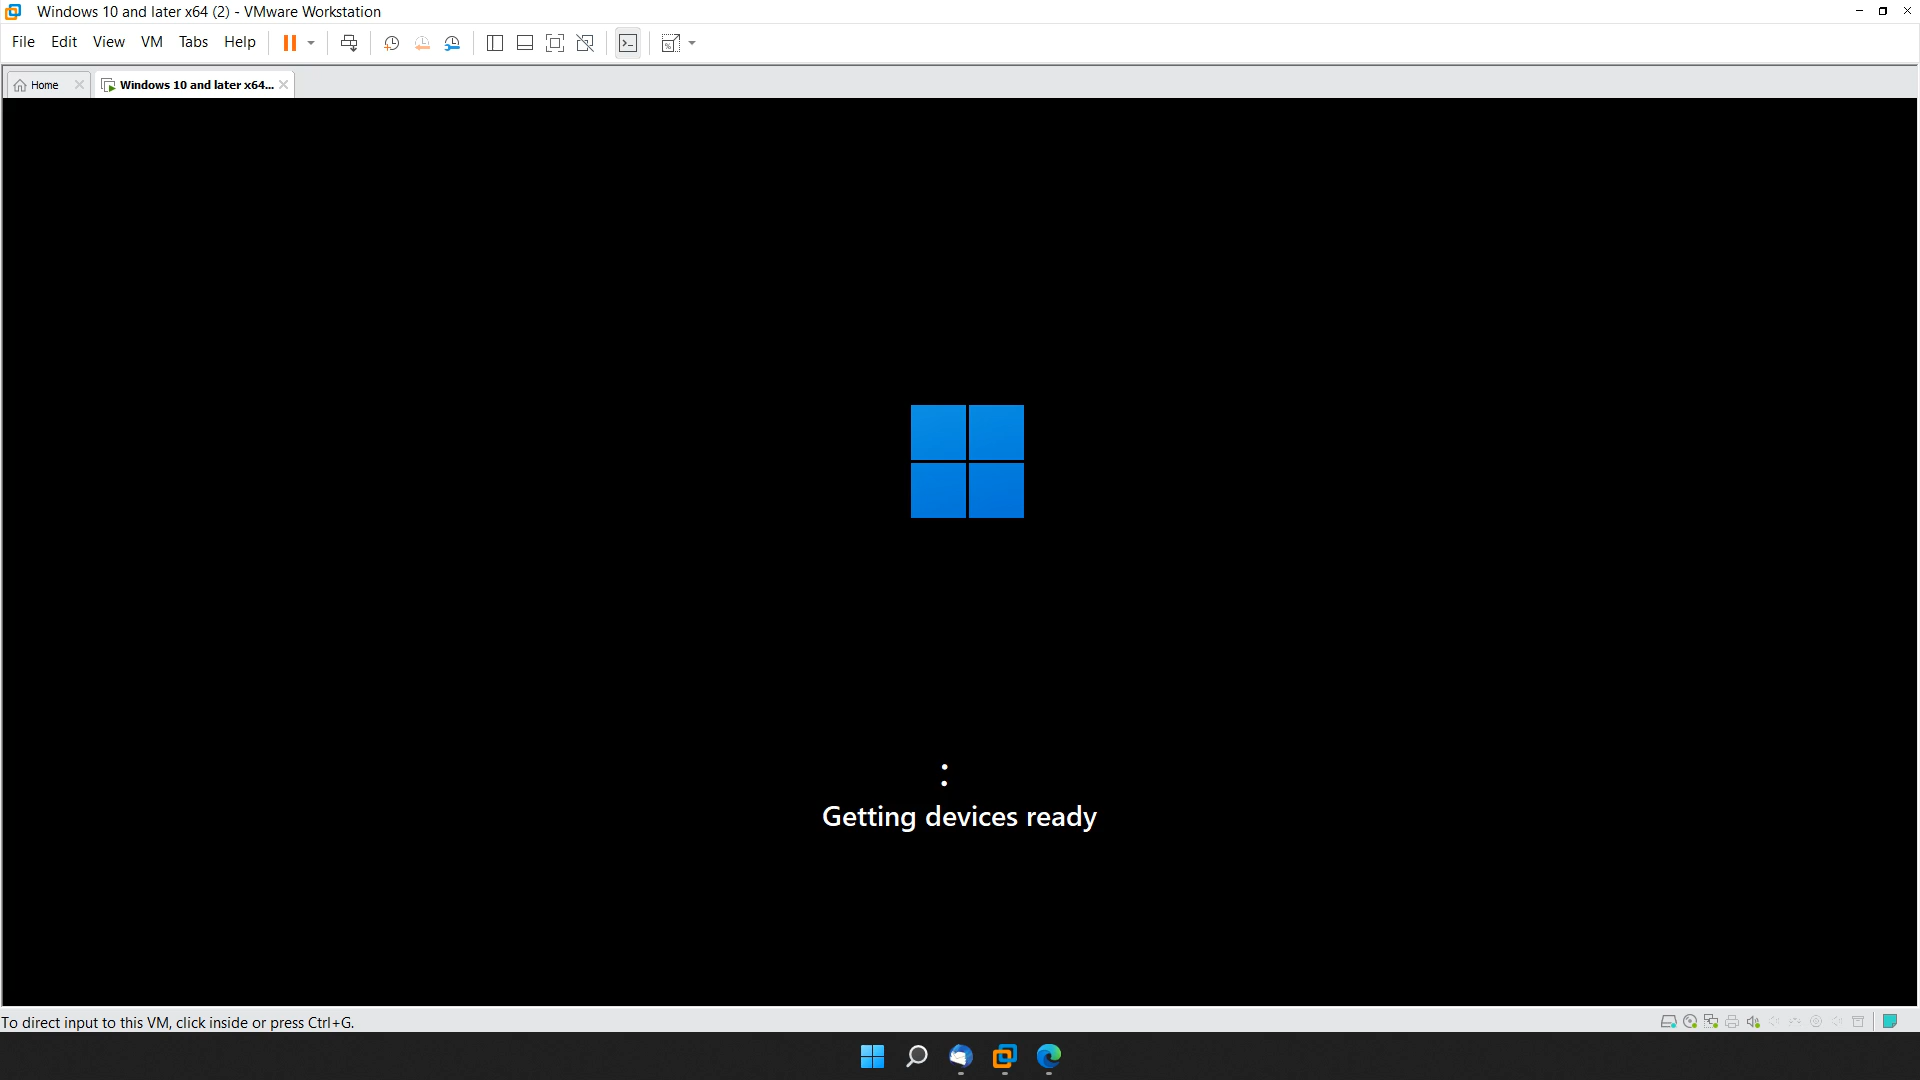 Windows 10 and later x64 (2) - VMware Workstation
File Edit View VM Tabs Help
Home Windows 10 and later x64...
Getting devices ready
To direct input to this VM, click inside or press Ctrl+G.